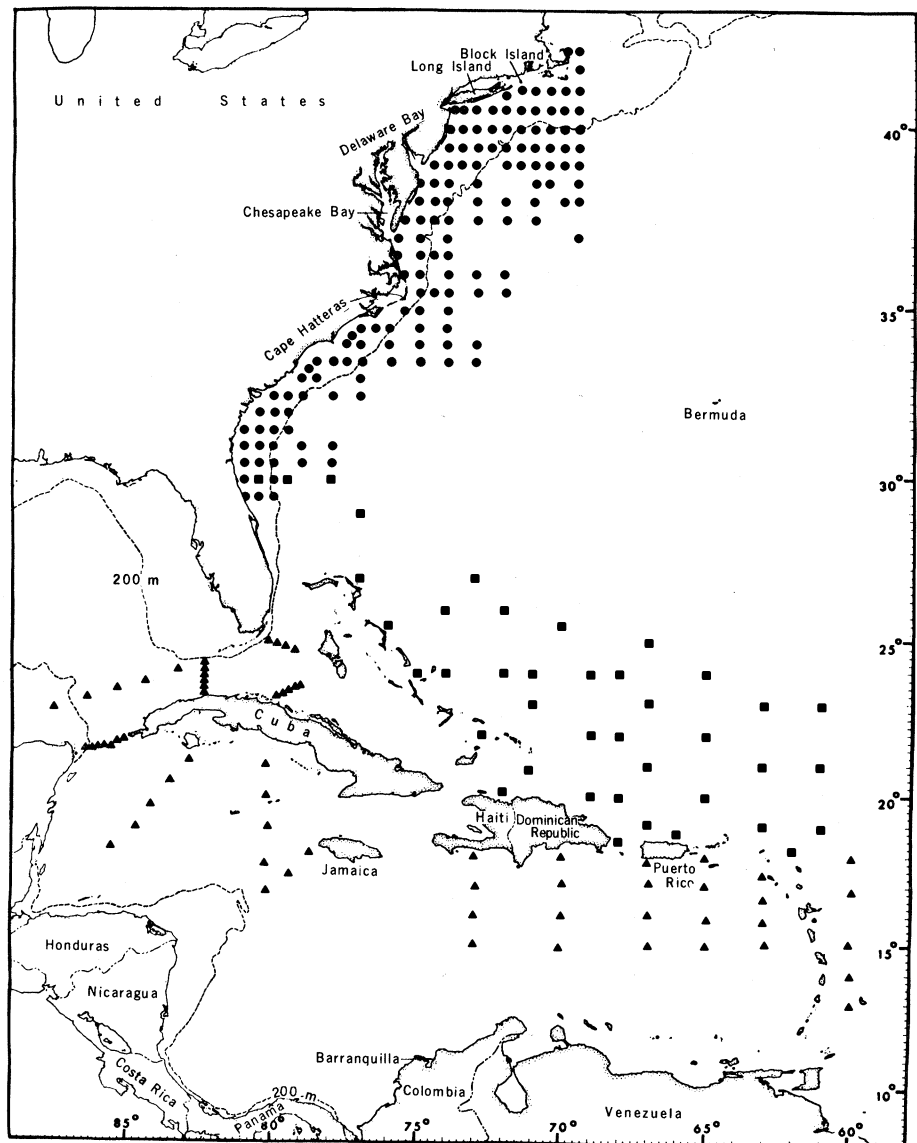 Block Island
Long Island
United States
Delaware Bay
40°
Chesapeake Bay
35°
Cape Hatteras
Bermuda
30°
200 m
25°
Cuba
20°
Haiti
Dominican
Republic
Jamaica
Puerto
Rico
15°
Honduras
Nicaragua
Barranquilla
Costa Rica
Colombia
10°
200 m
Panama
Venezuela
85°
80°
75°
70°
65°
60°